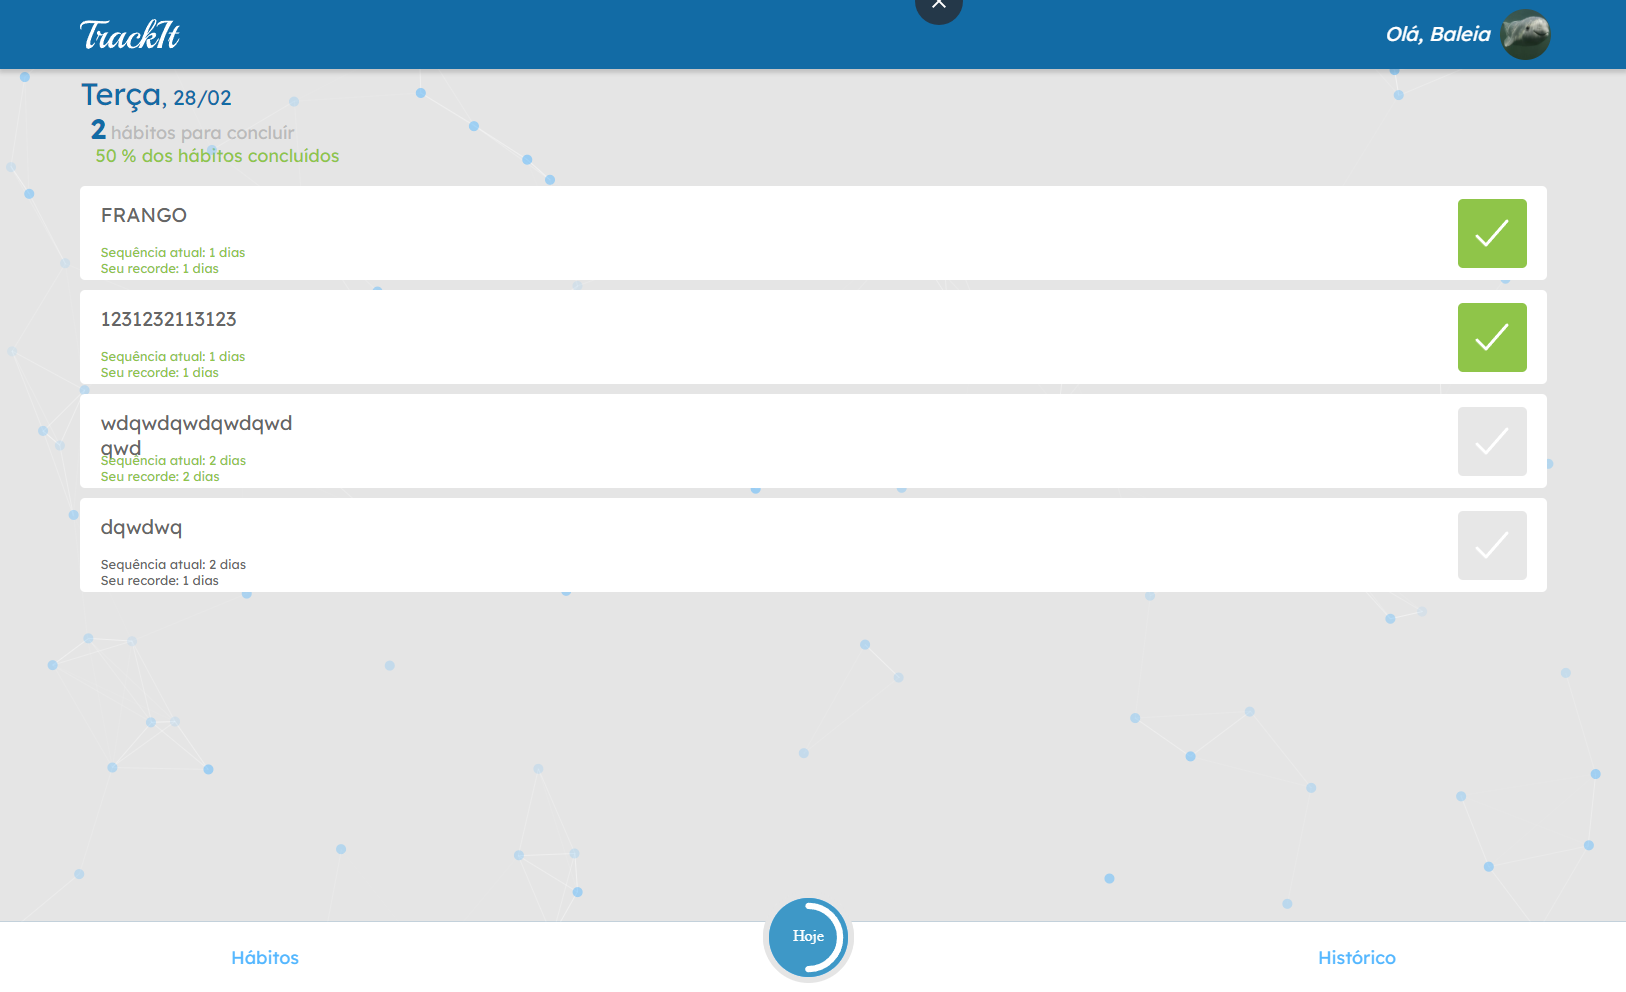 TrackIt
Olá, Baleia
Terça, 28/02
2 hábitos para concluír
50 % dos hábitos concluídos
FRANGO
Sequência atual: 1 dias
Seu recorde: 1 dias
1231232113123
Sequência atual: 1 dias
Seu recorde: 1 dias
wdqwdqwdqwdqwd
qwd
Sequência atual: 2 dias
Seu recorde: 2 dias
dqwdwq
Sequência atual: 2 dias
Seu recorde: 1 dias
Hábitos
Hoje
Histórico